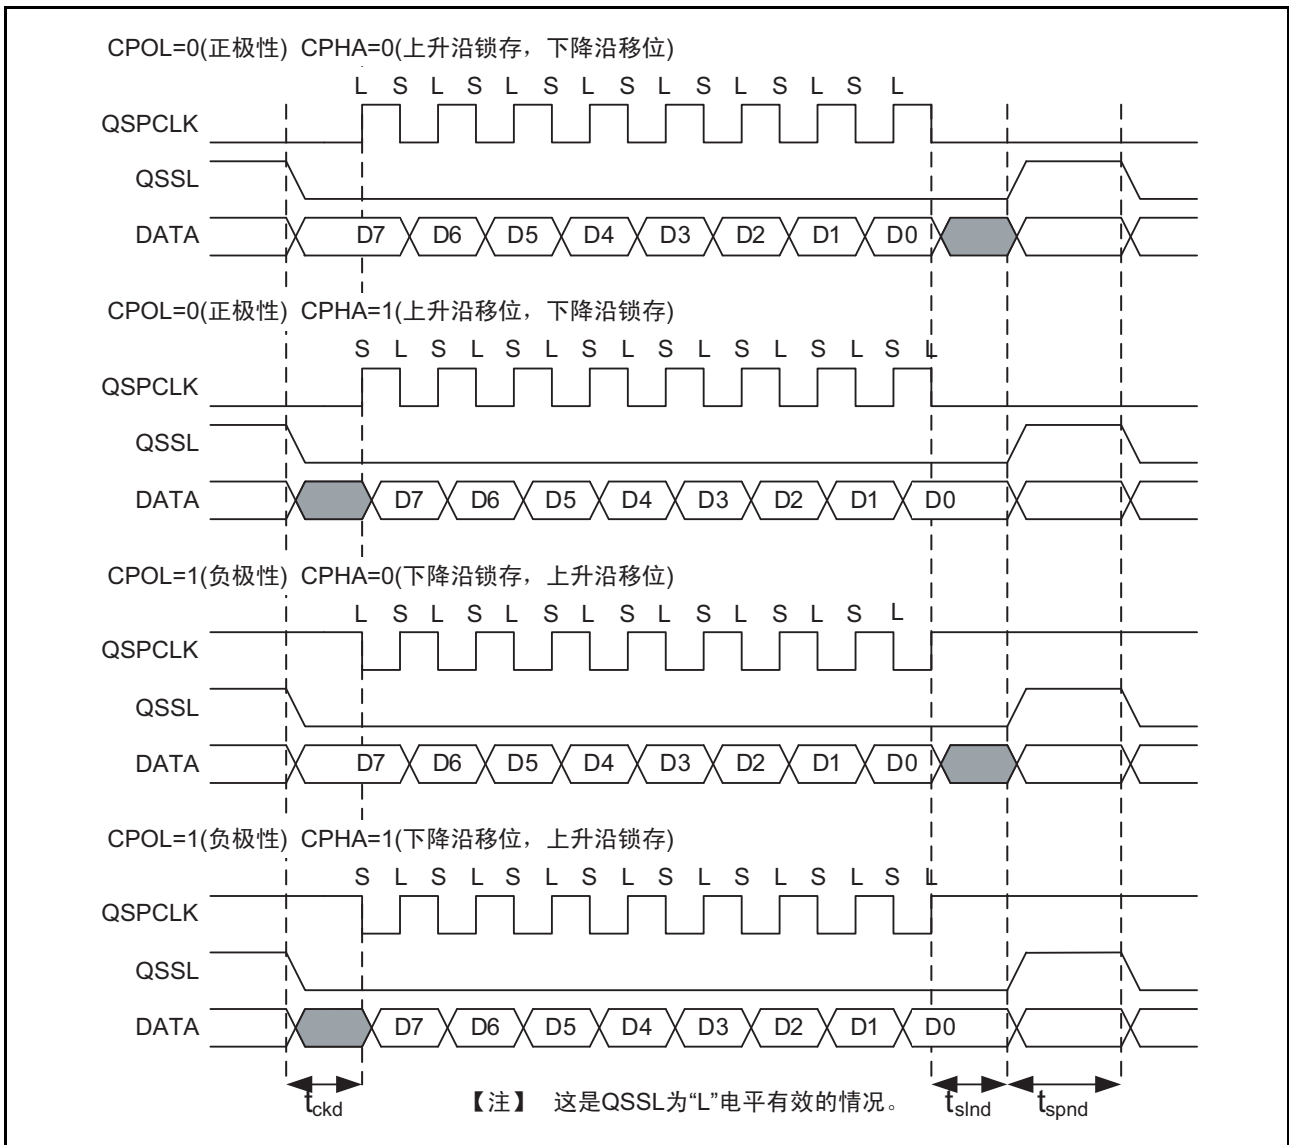 CPOL=0(正极性) CPHA=0(上升沿锁存，下降沿移位)
L S L S L S L S L S L S L S L
QSPCLK
QSSL
DATA D7 D6 D5 D4 D3 D2 D1 D0
CPOL=0(正极性) CPHA=1(上升沿移位，下降沿锁存)
S L S L S L S L S L S L S L S L
QSPCLK
QSSL
DATA D7 D6 D5 D4 D3 D2 D1 D0
CPOL=1(负极性) CPHA=0(下降沿锁存，上升沿移位)
L S L S L S L S L S L S L S L
QSPCLK
QSSL
DATA D7 D6 D5 D4 D3 D2 D1 D0
CPOL=1(负极性) CPHA=1(下降沿移位，上升沿锁存)
S L S L S L S L S L S L S L S L
QSPCLK
QSSL
DATA D7 D6 D5 D4 D3 D2 D1 D0
tckd 【注】 这是QSSL为“L”电平有效的情况。 tslnd tspnd